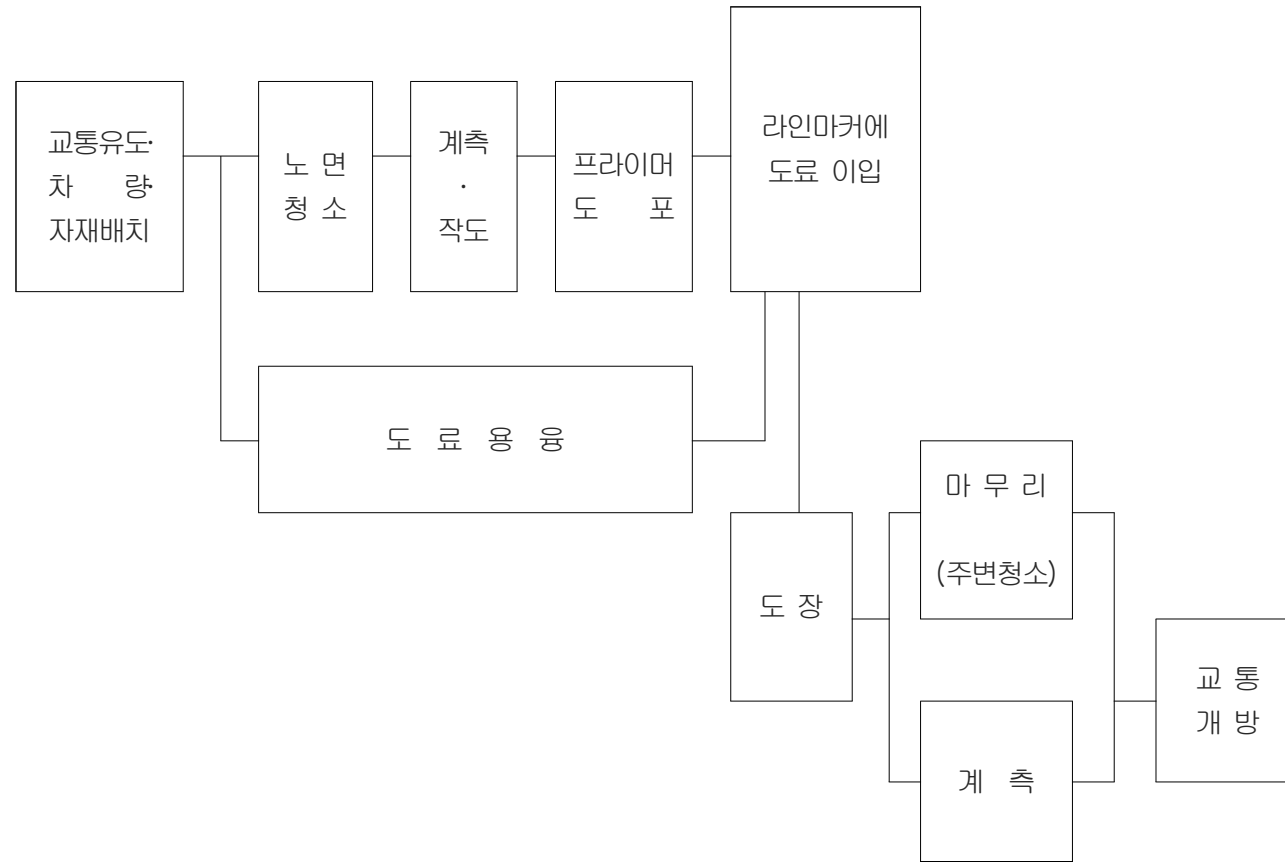 교통유도·
차 량·
자재배치
노 면
청 소
계측
·
작도
프라이머
도 포
라인마커에
도료 이입
도 료 용 융
도 장
마 무 리
(주변청소)
계 측
교 통
개 방